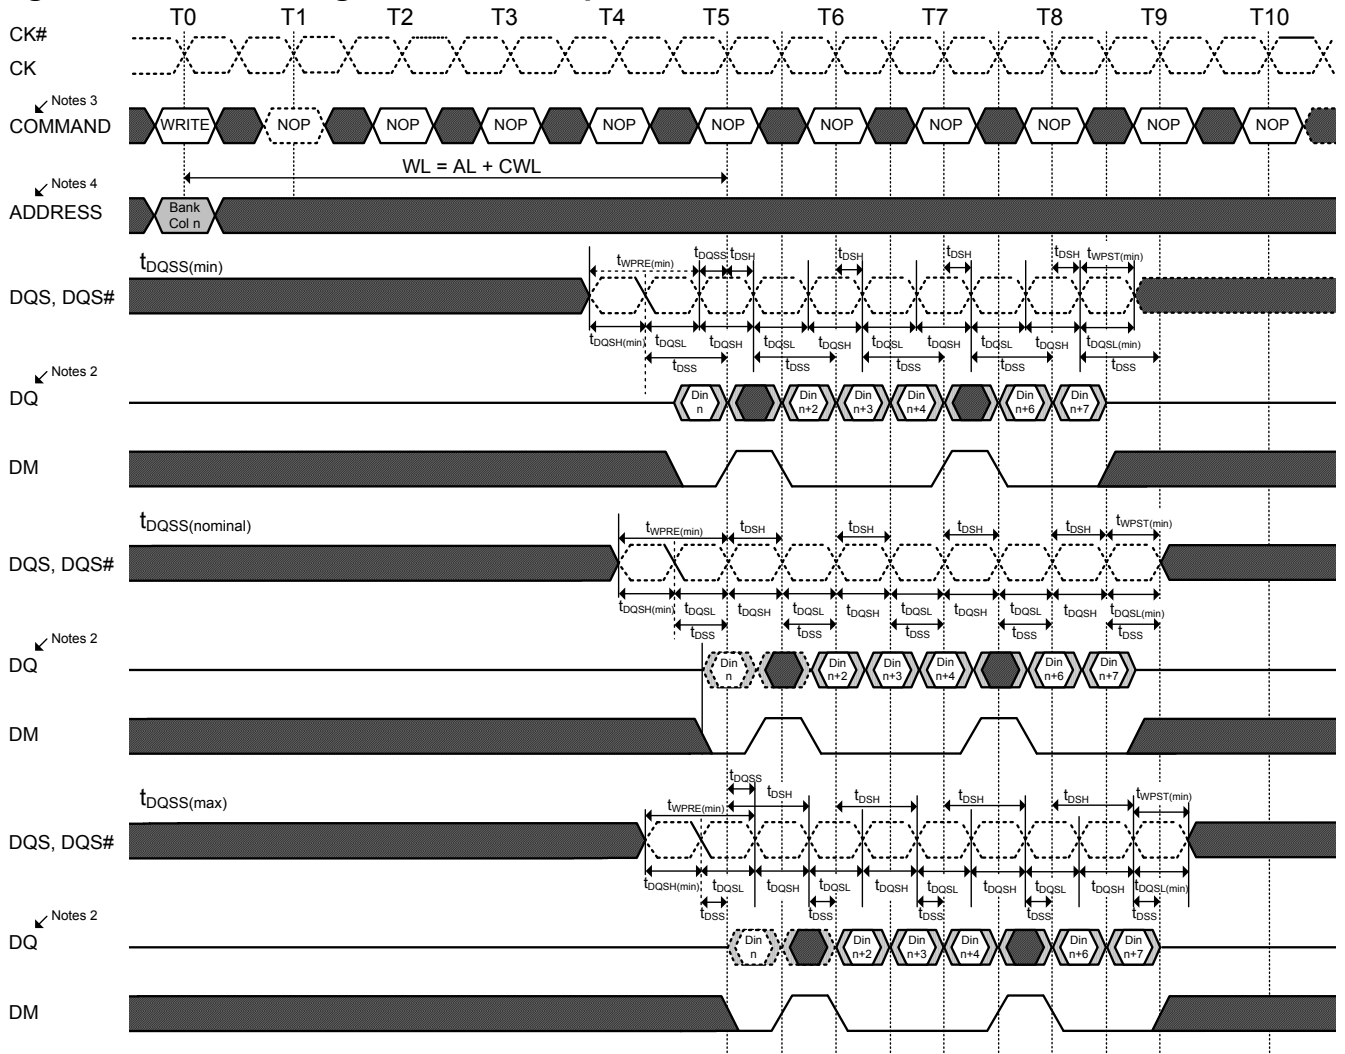 T0 T1 T2 T3 T4 T5 T6 T7 T8 T9 T10
CK#
CK
Notes 3
COMMAND WRITE NOP NOP NOP NOP NOP NOP NOP NOP NOP NOP
WL = AL + CWL
Notes 4
ADDRESS Bank Col n
tDQSS(min) tWPRE(min) tDQSS tDSH tDSH tDSH tDSH tWPST(min)
DQS, DQS#
tDQSH(min) tDQSL tDQSH tDQSL tDQSH tDQSL tDQSH tDQSL tDQSH tDQSL(min)
tDSS tDSS tDSS tDSS tDSS
Notes 2
DQ Din n Din n+2 Din n+3 Din n+4 Din n+6 Din n+7
DM
tDQSS(nominal) tWPRE(min) tDSH tDSH tDSH tDSH tWPST(min)
DQS, DQS#
tDQSH(min) tDQSL tDQSH tDQSL tDQSH tDQSL tDQSH tDQSL tDQSH tDQSL(min)
tDSS tDSS tDSS tDSS tDSS
Notes 2
DQ Din n Din n+2 Din n+3 Din n+4 Din n+6 Din n+7
DM
tDQSS
tDQSS(max) tWPRE(min) tDSH tDSH tDSH tDSH tWPST(min)
DQS, DQS#
tDQSH(min) tDQSL tDQSH tDQSL tDQSH tDQSL tDQSH tDQSL tDQSH tDQSL(min)
tDSS tDSS tDSS tDSS tDSS
Notes 2
DQ Din n Din n+2 Din n+3 Din n+4 Din n+6 Din n+7
DM